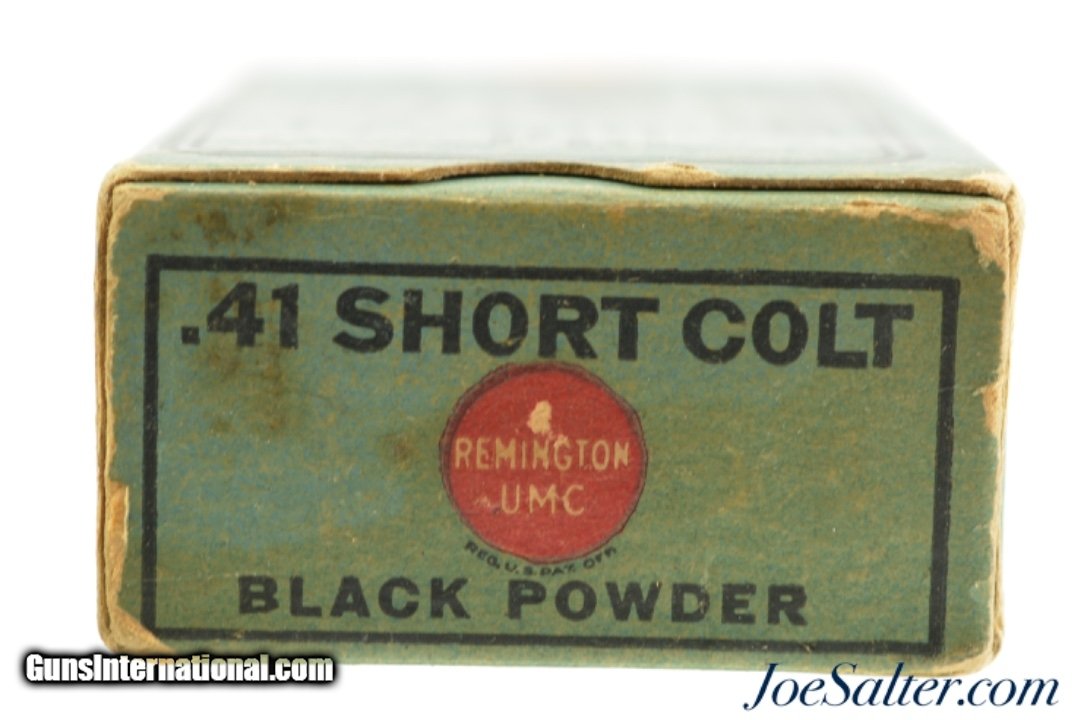 .41 SHORT COLT
REMINGTON
UMC
REG. U.S. PAT. OFF.
BLACK POWDER
GunsInternational.com
JoeSalter.com